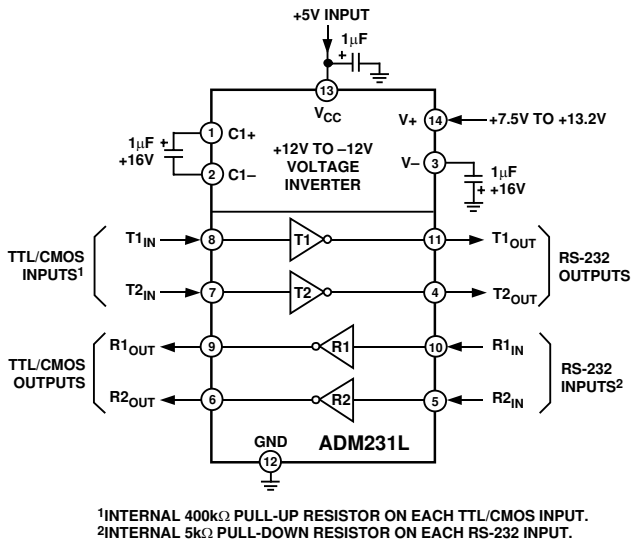 +5V INPUT
1μF
+
13
VCC
1 C1+
1μF +
+16V
2 C1–
+12V TO –12V
VOLTAGE
INVERTER
V+ 14 +7.5V TO +13.2V
V– 3
1μF
+ +16V
TTL/CMOS
INPUTS1
T1IN 8 T1 11 T1OUT
T2IN 7 T2 4 T2OUT
RS-232
OUTPUTS
TTL/CMOS
OUTPUTS
R1OUT 9 R1 10 R1IN
R2OUT 6 R2 5 R2IN
RS-232
INPUTS2
GND
12
ADM231L
1INTERNAL 400kΩ PULL-UP RESISTOR ON EACH TTL/CMOS INPUT.
2INTERNAL 5kΩ PULL-DOWN RESISTOR ON EACH RS-232 INPUT.